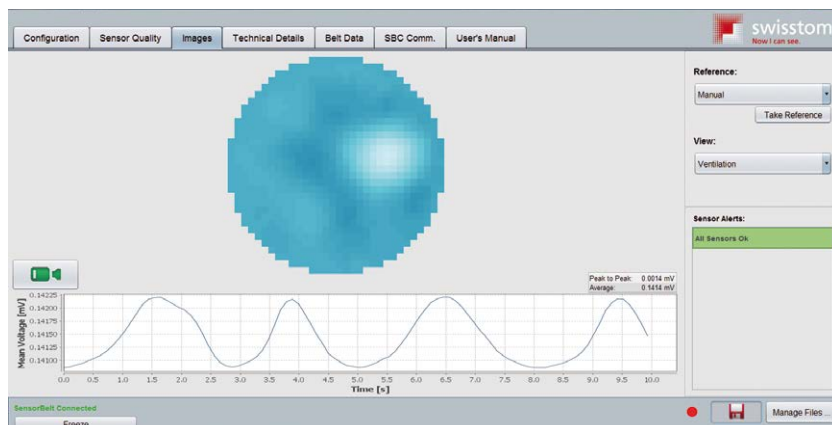 Configuration
Sensor Quality
Images
Technical Details
Belt Data
SBC Comm.
User's Manual
swisstom
Now I can see.
Reference:
Manual
Take Reference
View:
Ventilation
Sensor Alerts:
All Sensors Ok
Peak to Peak: 0.0014 mV
Average: 0.1414 mV
Mean Voltage [mV]
0.14225
0.14200
0.14175
0.14150
0.14125
0.14100
0.0 0.5 1.0 1.5 2.0 2.5 3.0 3.5 4.0 4.5 5.0 5.5 6.0 6.5 7.0 7.5 8.0 8.5 9.0 9.5 10.0
Time [s]
SensorBelt Connected
Freeze
Manage Files ...